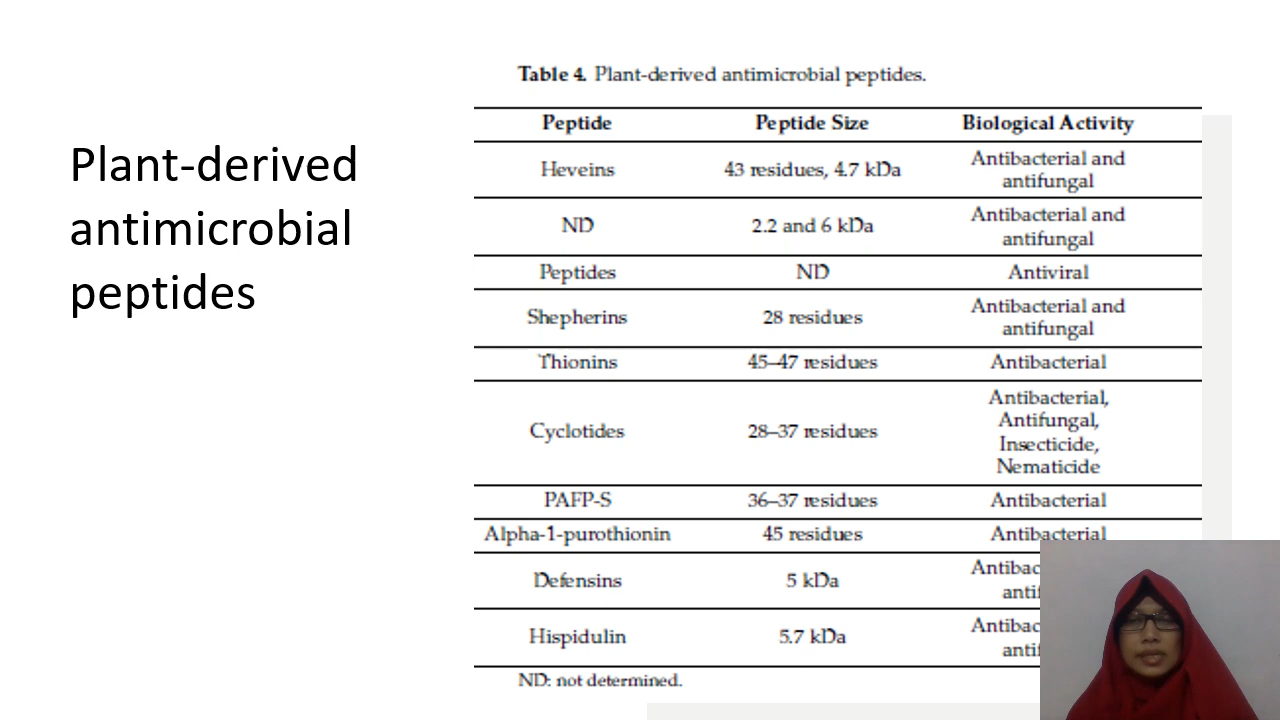 Plant-derived
antimicrobial
peptides
Table 4. Plant-derived antimicrobial peptides.
Peptide Peptide Size Biological Activity
Heveins 43 residues, 4.7 kDa Antibacterial and
antifungal
ND 2.2 and 6 kDa Antibacterial and
antifungal
Peptides ND Antiviral
Shepherins 28 residues Antibacterial and
antifungal
Thionins 45–47 residues Antibacterial
Cyclotides 28–37 residues Antibacterial,
Antifungal,
Insecticide,
Nematicide
PAFP-S 36–37 residues Antibacterial
Alpha-1-purothionin 45 residues Antibacterial
Defensins 5 kDa
Hispidulin 5.7 kDa
ND: not determined.